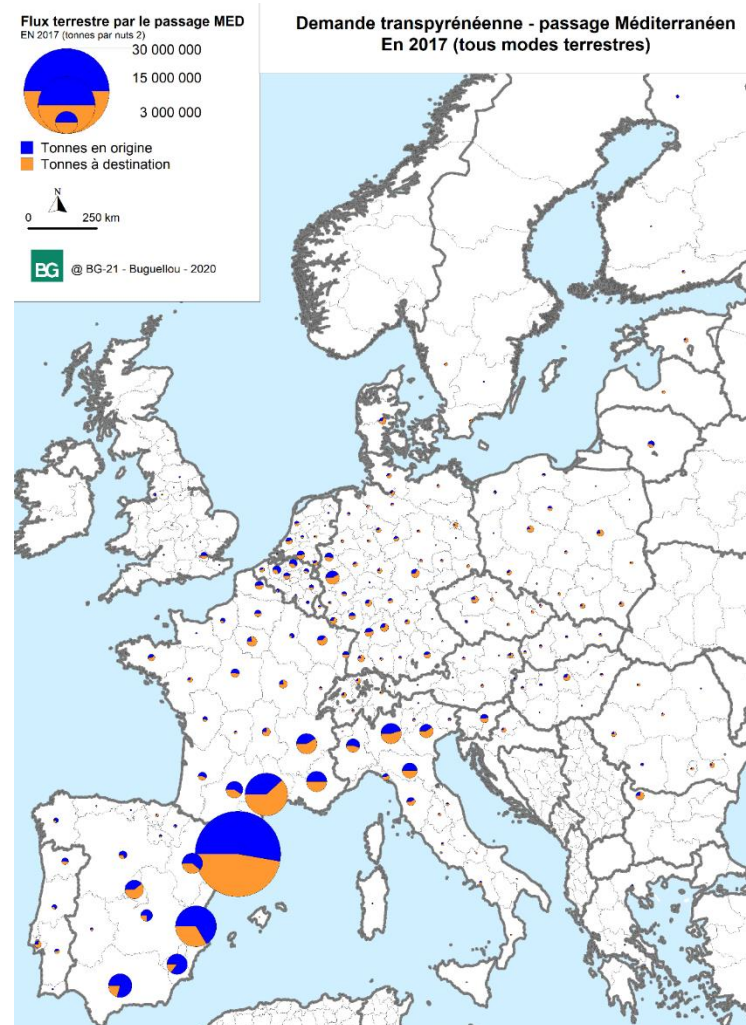 Flux terrestre par le passage MED
EN 2017 (tonnes par nuts 2)
30 000 000
15 000 000
3 000 000
Tonnes en origine
Tonnes à destination
N
0 250 km
BG @ BG-21 - Buguellou - 2020
Demande transpyrénéenne - passage Méditerranéen
En 2017 (tous modes terrestres)